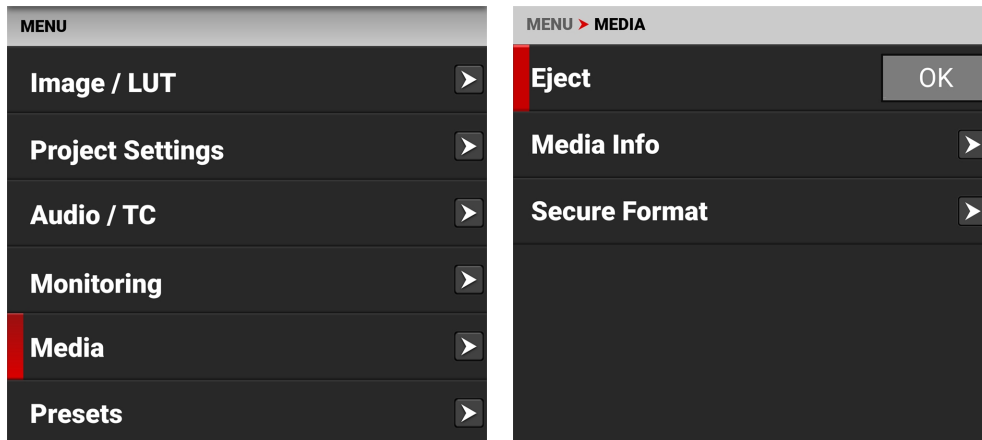 MENU
Image / LUT
Project Settings
Audio / TC
Monitoring
Media
Presets
MENU ➤ MEDIA
Eject OK
Media Info
Secure Format